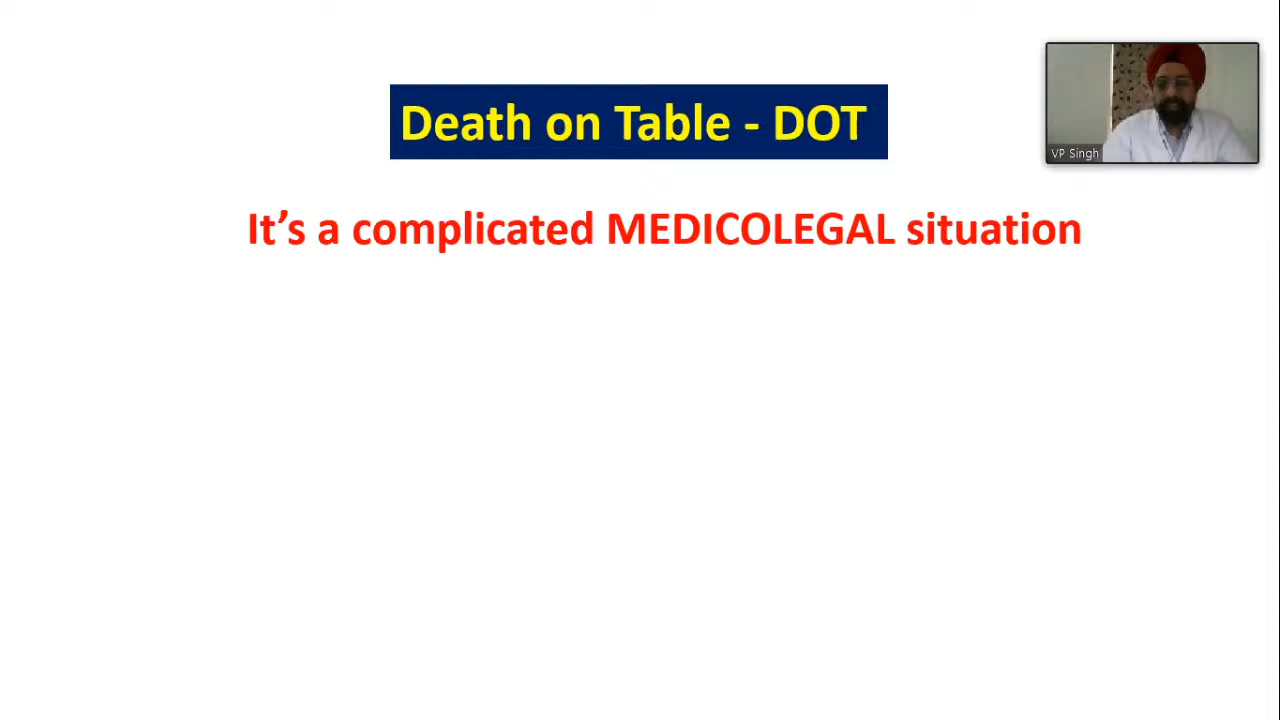 Death on Table - DOT
VP Singh
It’s a complicated MEDICOLEGAL situation